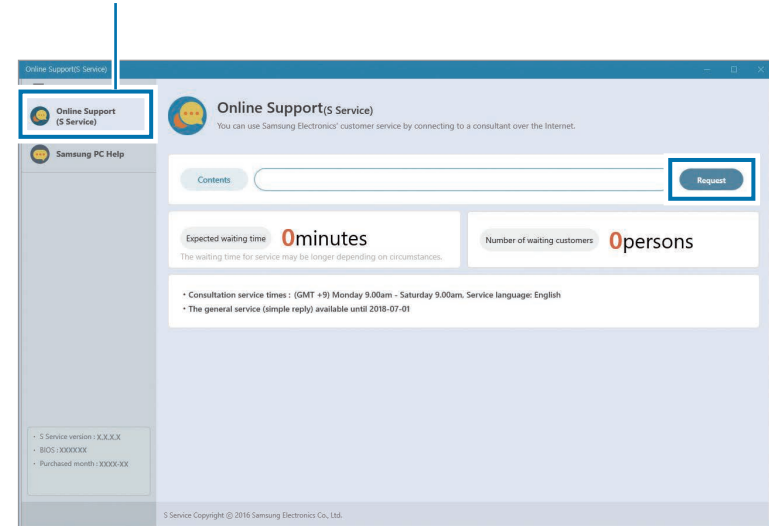 Online Support(S Service)
Online Support
(S Service)
Samsung PC Help
Online Support(S Service)
You can use Samsung Electronics' customer service by connecting to a consultant over the Internet.
Contents
Request
Expected waiting time 0minutes
The waiting time for service may be longer depending on circumstances.
Number of waiting customers 0persons
• Consultation service times : (GMT +9) Monday 9.00am - Saturday 9.00am, Service language: English
• The general service (simple reply) available until 2018-07-01
• S Service version : X.X.X.X
• BIOS : XXXXXX
• Purchased month : XXXX-XX
S Service Copyright © 2016 Samsung Electronics Co., Ltd.